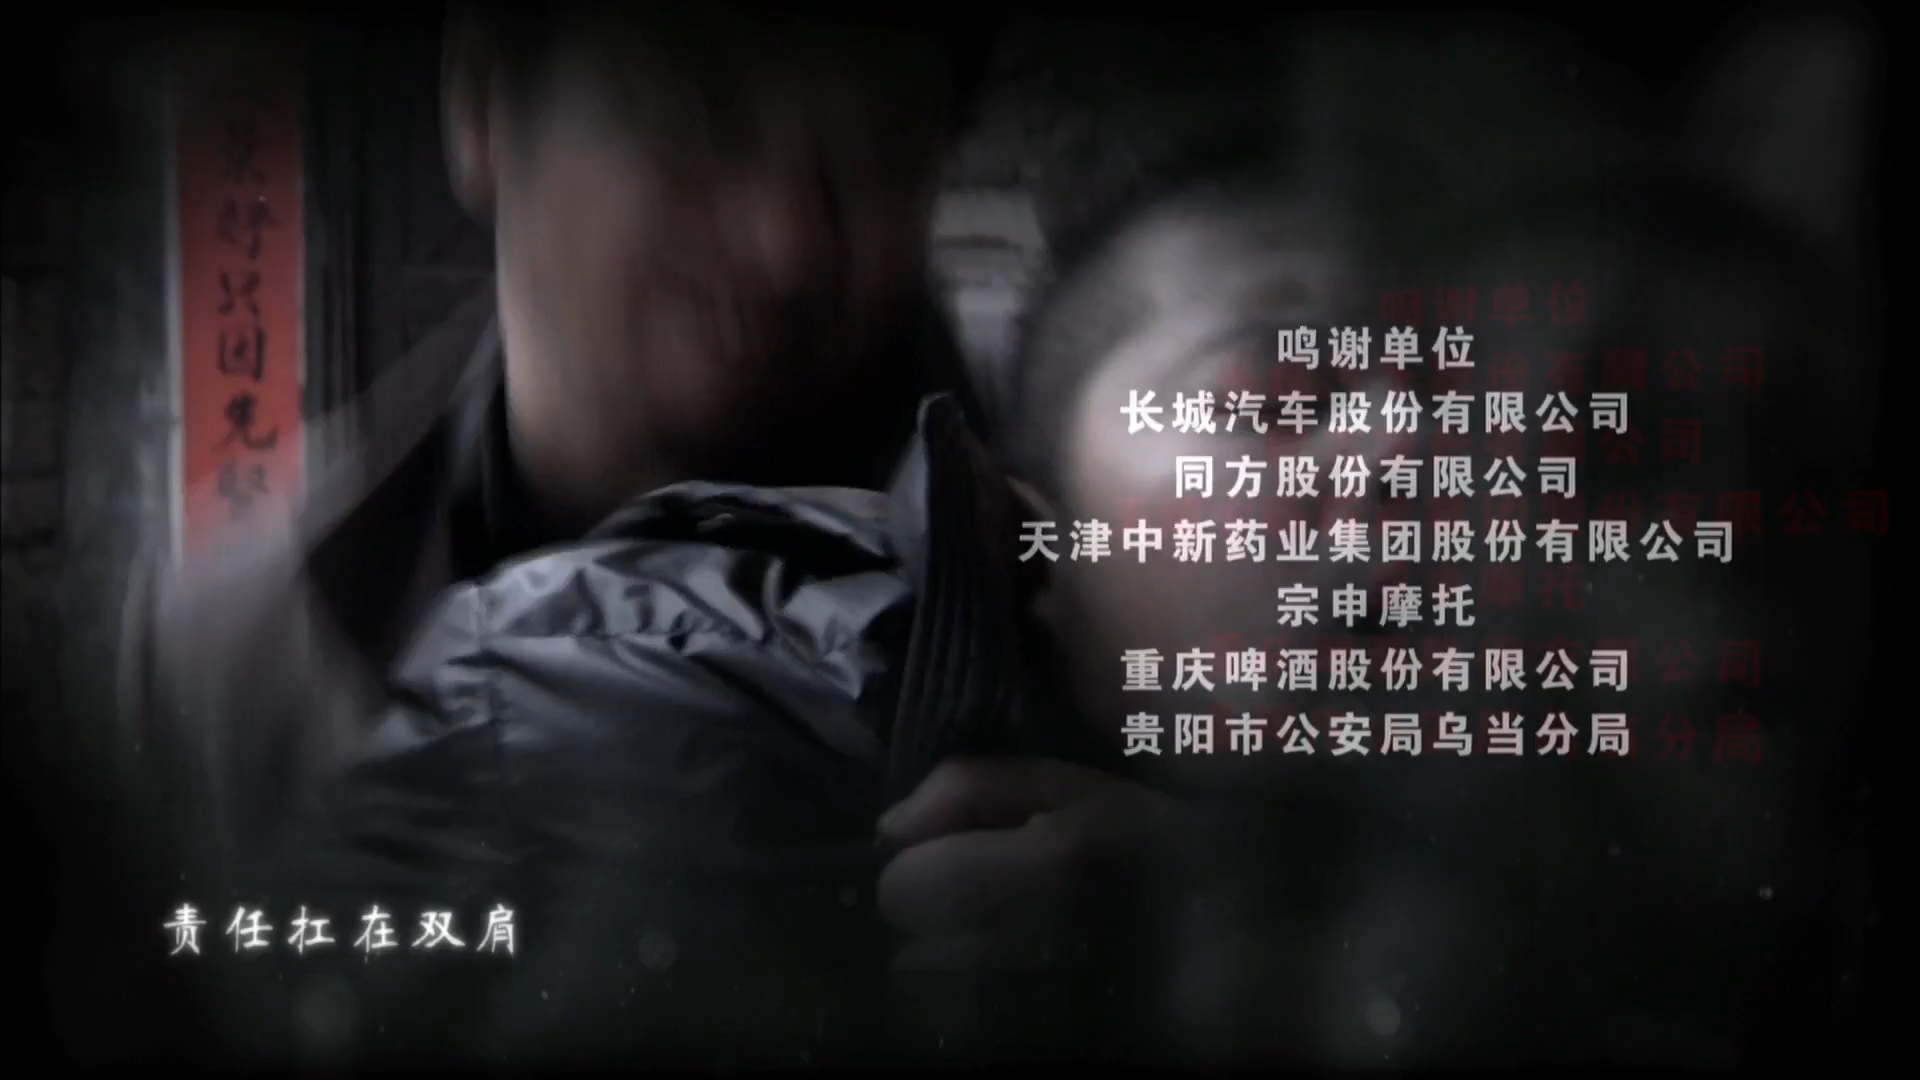 鸣谢单位
长城汽车股份有限公司
同方股份有限公司
天津中新药业集团股份有限公司
宗申摩托
重庆啤酒股份有限公司
贵阳市公安局乌当分局
责任扛在双肩